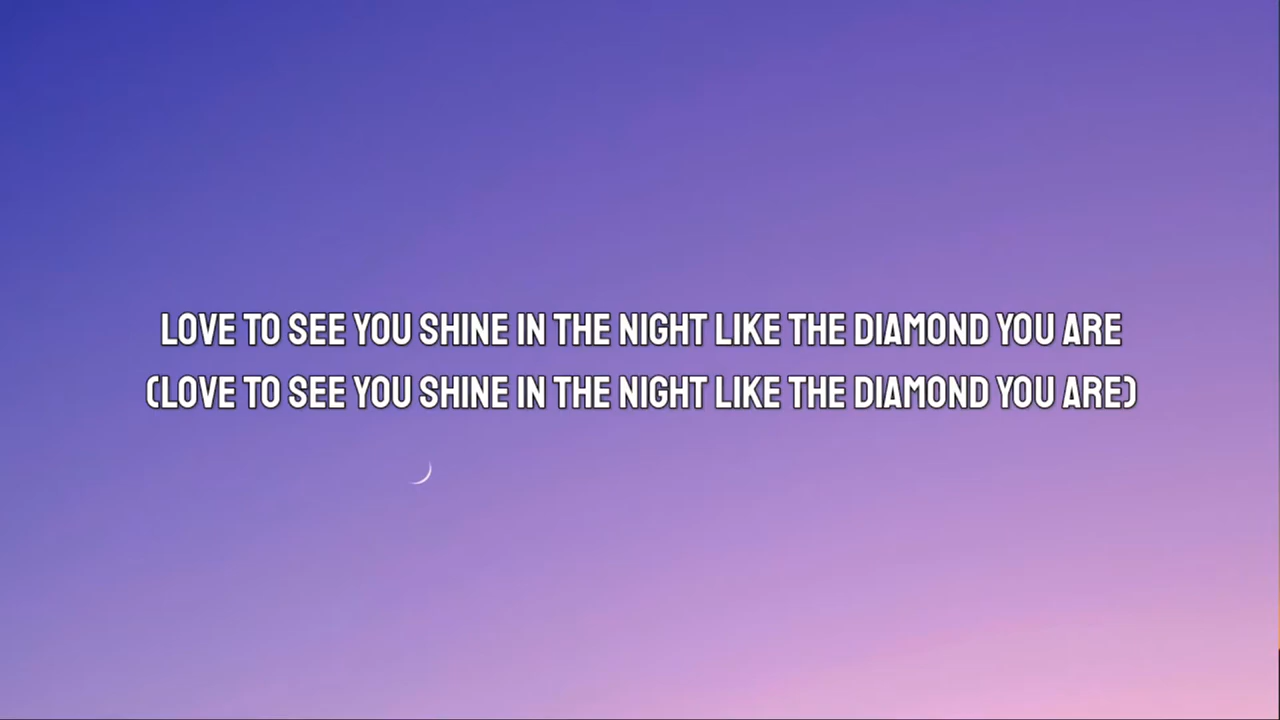 LOVE TO SEE YOU SHINE IN THE NIGHT LIKE THE DIAMOND YOU ARE
(LOVE TO SEE YOU SHINE IN THE NIGHT LIKE THE DIAMOND YOU ARE)